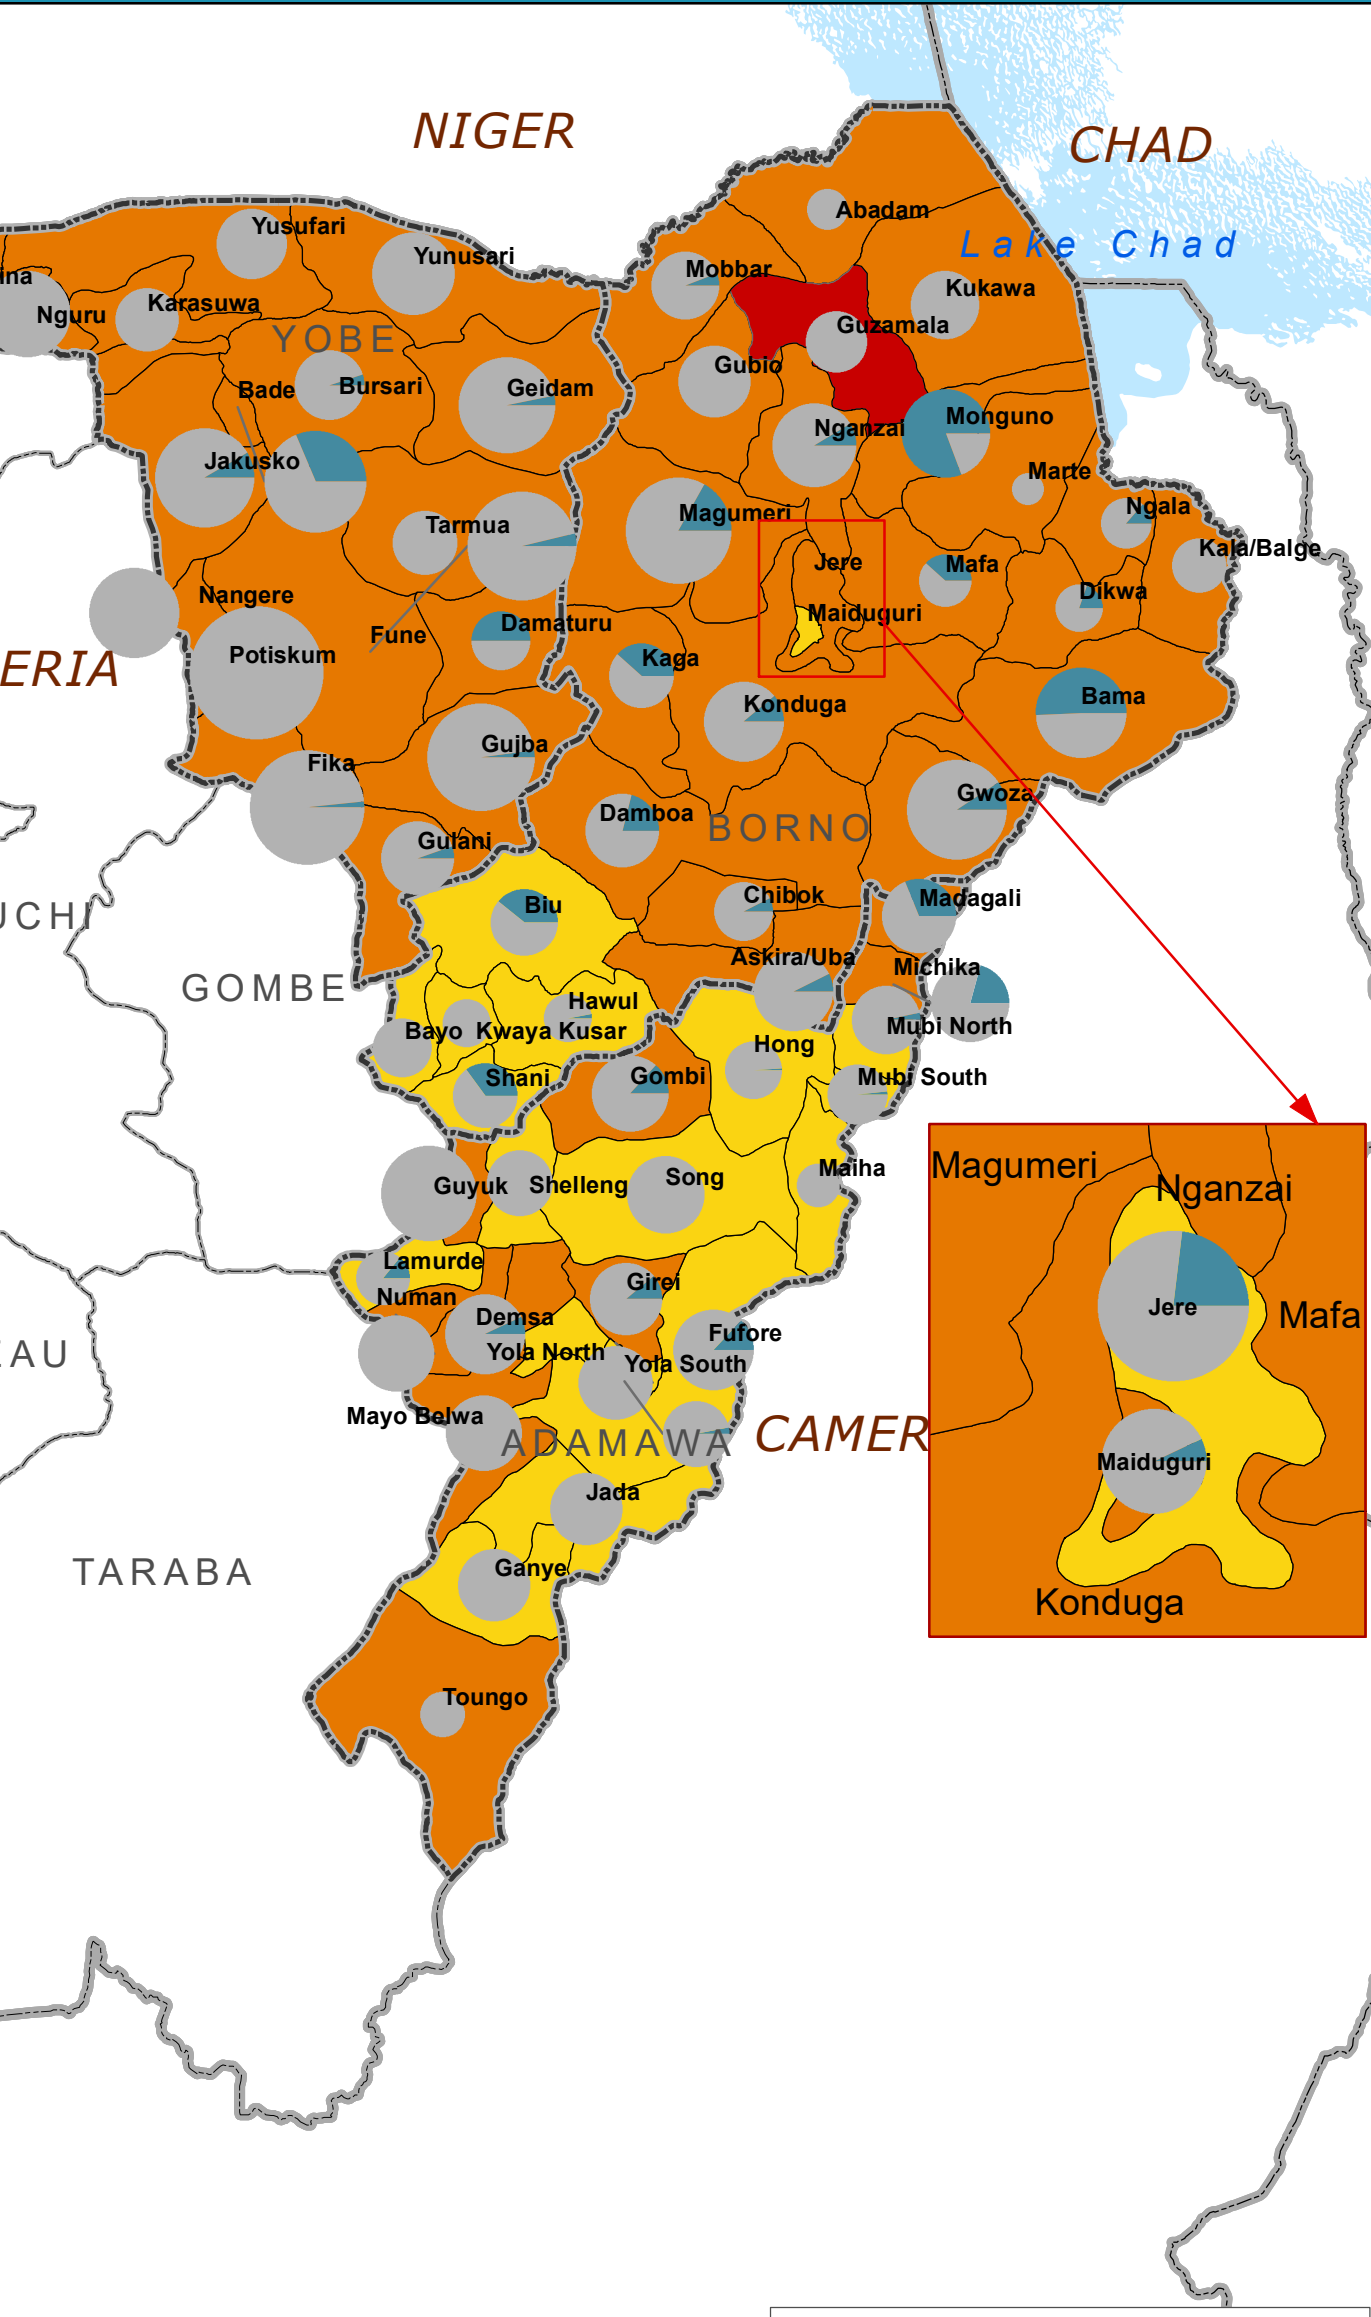 NIGER
CHAD
Abadam
Yusufari
Lake Chad
Yunusari
Mobbar
ina
Kukawa
Karasuwa
Nguru
Guzamala
YOBE
Gubio
Bade
Bursari
Geidam
Monguno
Nganzai
Jakusko
Marte
Magumeri
Ngala
Tarmua
Kala/Balge
Jere
Mafa
Dikwa
Nangere
Maiduguri
Damaturu
Fune
Potiskum
Kaga
ERIA
Bama
Konduga
Gujba
Fika
Gwoza
Damboa
BORNO
Gulani
Chibok
Madagali
Biu
UCHI
Askira/Uba
Michika
GOMBE
Hawul
Bayo
Kwaya Kusar
Mubi North
Hong
Shani
Gombi
Mubi South
Magumeri
Maiha
Song
Guyuk
Shelleng
Nganzai
Lamurde
Girei
Numan
Jere
Mafa
Demsa
Fufore
EAU
Yola North
Yola South
Mayo Belwa
ADAMAWA
CAMER
Maiduguri
Jada
TARABA
Ganye
Konduga
Toungo